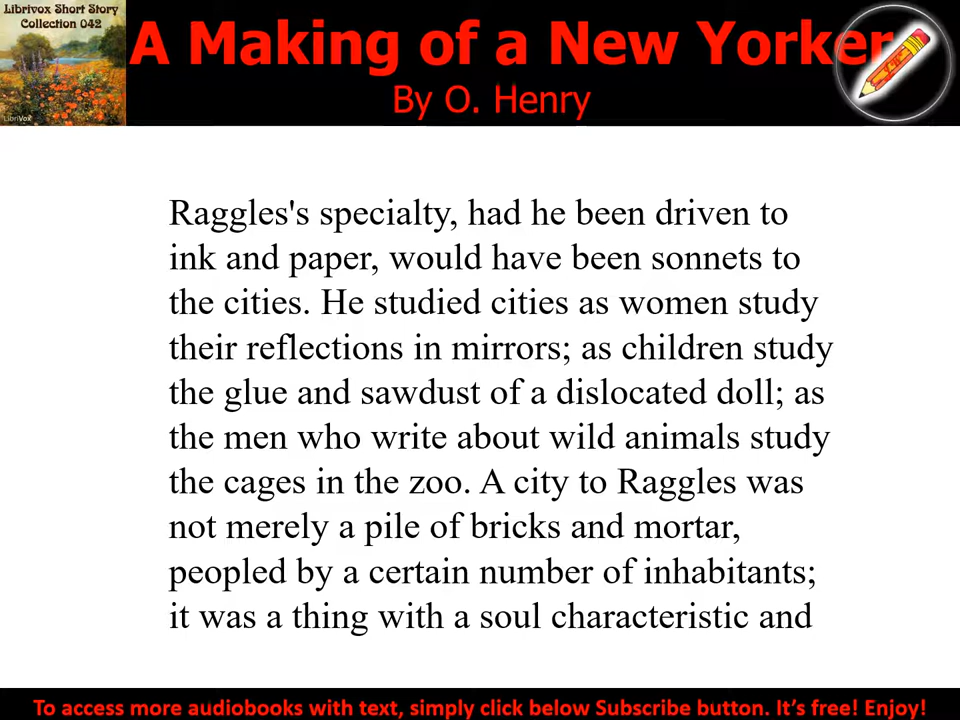 Librivox Short Story
Collection 042
LibriVox
A Making of a New Yorker
By O. Henry
Raggles's specialty, had he been driven to
ink and paper, would have been sonnets to
the cities. He studied cities as women study
their reflections in mirrors; as children study
the glue and sawdust of a dislocated doll; as
the men who write about wild animals study
the cages in the zoo. A city to Raggles was
not merely a pile of bricks and mortar,
peopled by a certain number of inhabitants;
it was a thing with a soul characteristic and
To access more audiobooks with text, simply click below Subscribe button. It’s free! Enjoy!